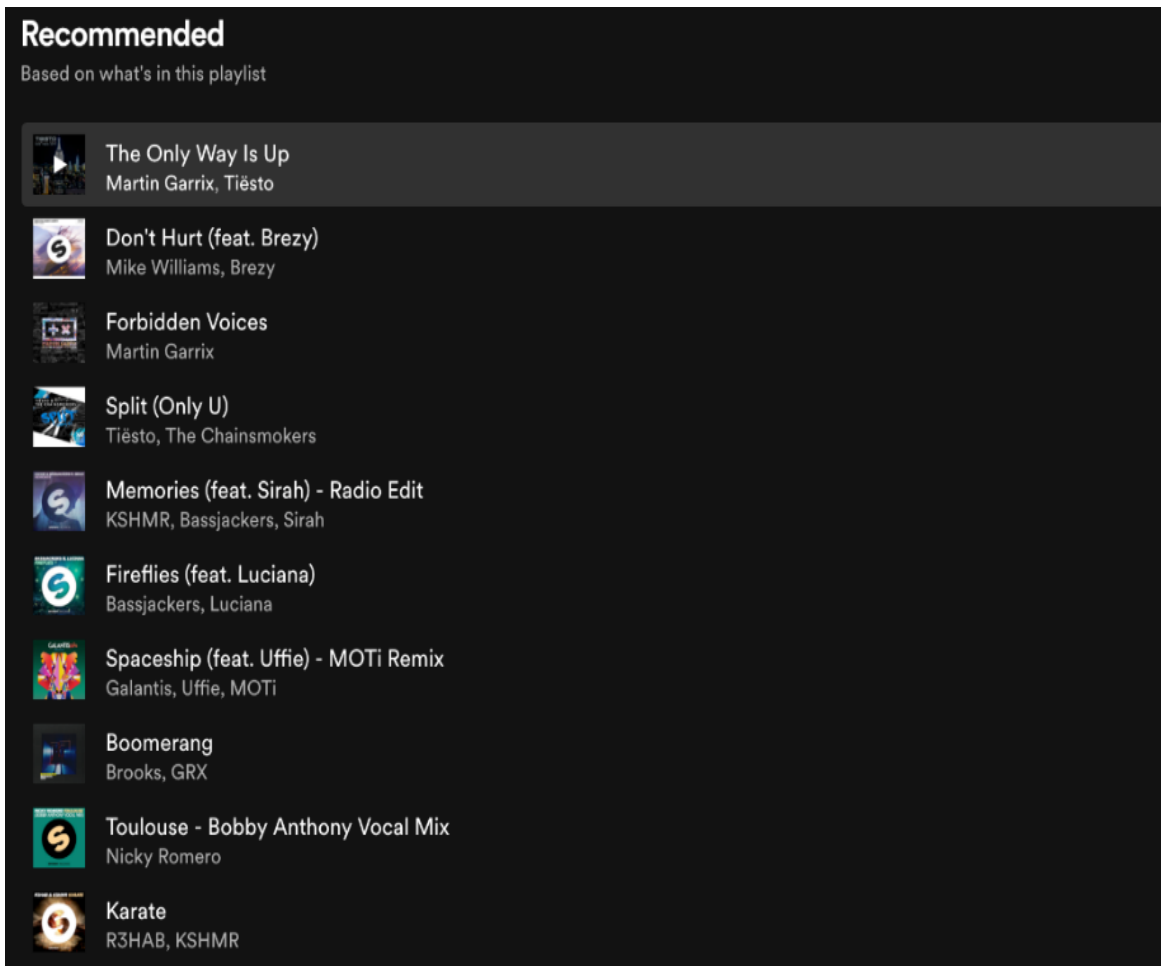 Recommended
Based on what's in this playlist
The Only Way Is Up
Martin Garrix, Tiësto
Don't Hurt (feat. Brezy)
Mike Williams, Brezy
Forbidden Voices
Martin Garrix
Split (Only U)
Tiësto, The Chainsmokers
Memories (feat. Sirah) - Radio Edit
KSHMR, Bassjackers, Sirah
Fireflies (feat. Luciana)
Bassjackers, Luciana
GALANTIS
Spaceship (feat. Uffie) - MOTi Remix
Galantis, Uffie, MOTi
Boomerang
Brooks, GRX
Toulouse - Bobby Anthony Vocal Mix
Nicky Romero
Karate
R3HAB, KSHMR